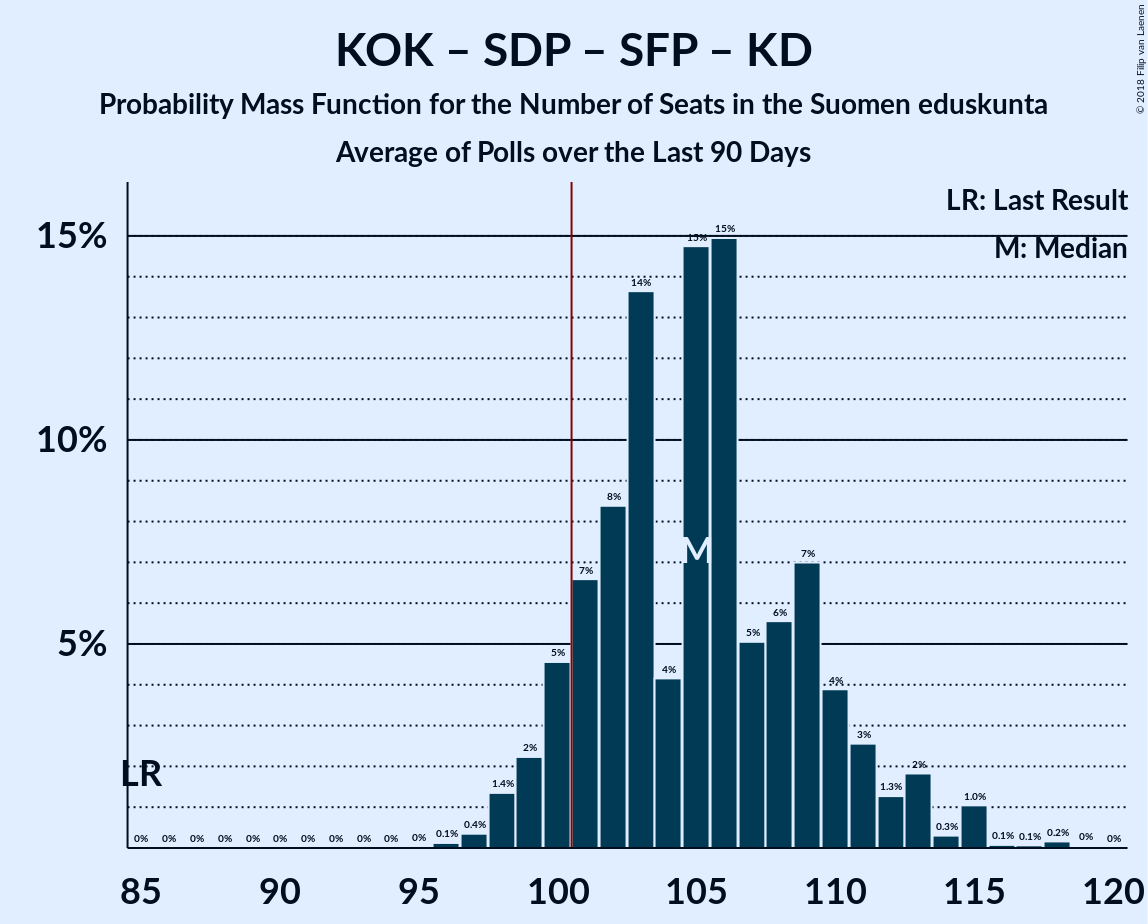 KOK – SDP – SFP – KD
Probability Mass Function for the Number of Seats in the Suomen eduskunta
Average of Polls over the Last 90 Days
© 2018 Filip van Laenen
LR: Last Result
M: Median
15%
10%
5%
LR
M
0% 0% 0% 0% 0% 0% 0% 0% 0% 0% 0% 0.1% 0.4% 1.4% 2% 5% 7% 8% 14% 4% 15% 15% 5% 6% 7% 4% 3% 1.3% 2% 0.3% 1.0% 0.1% 0.1% 0.2% 0% 0%
85 90 95 100 105 110 115 120